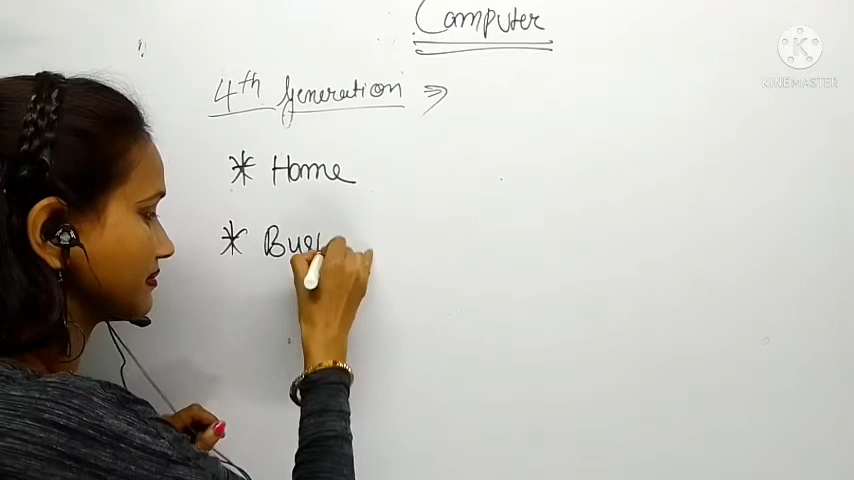 Computer
4th Generation ⇒
* Home
* Busi
KINEMASTER